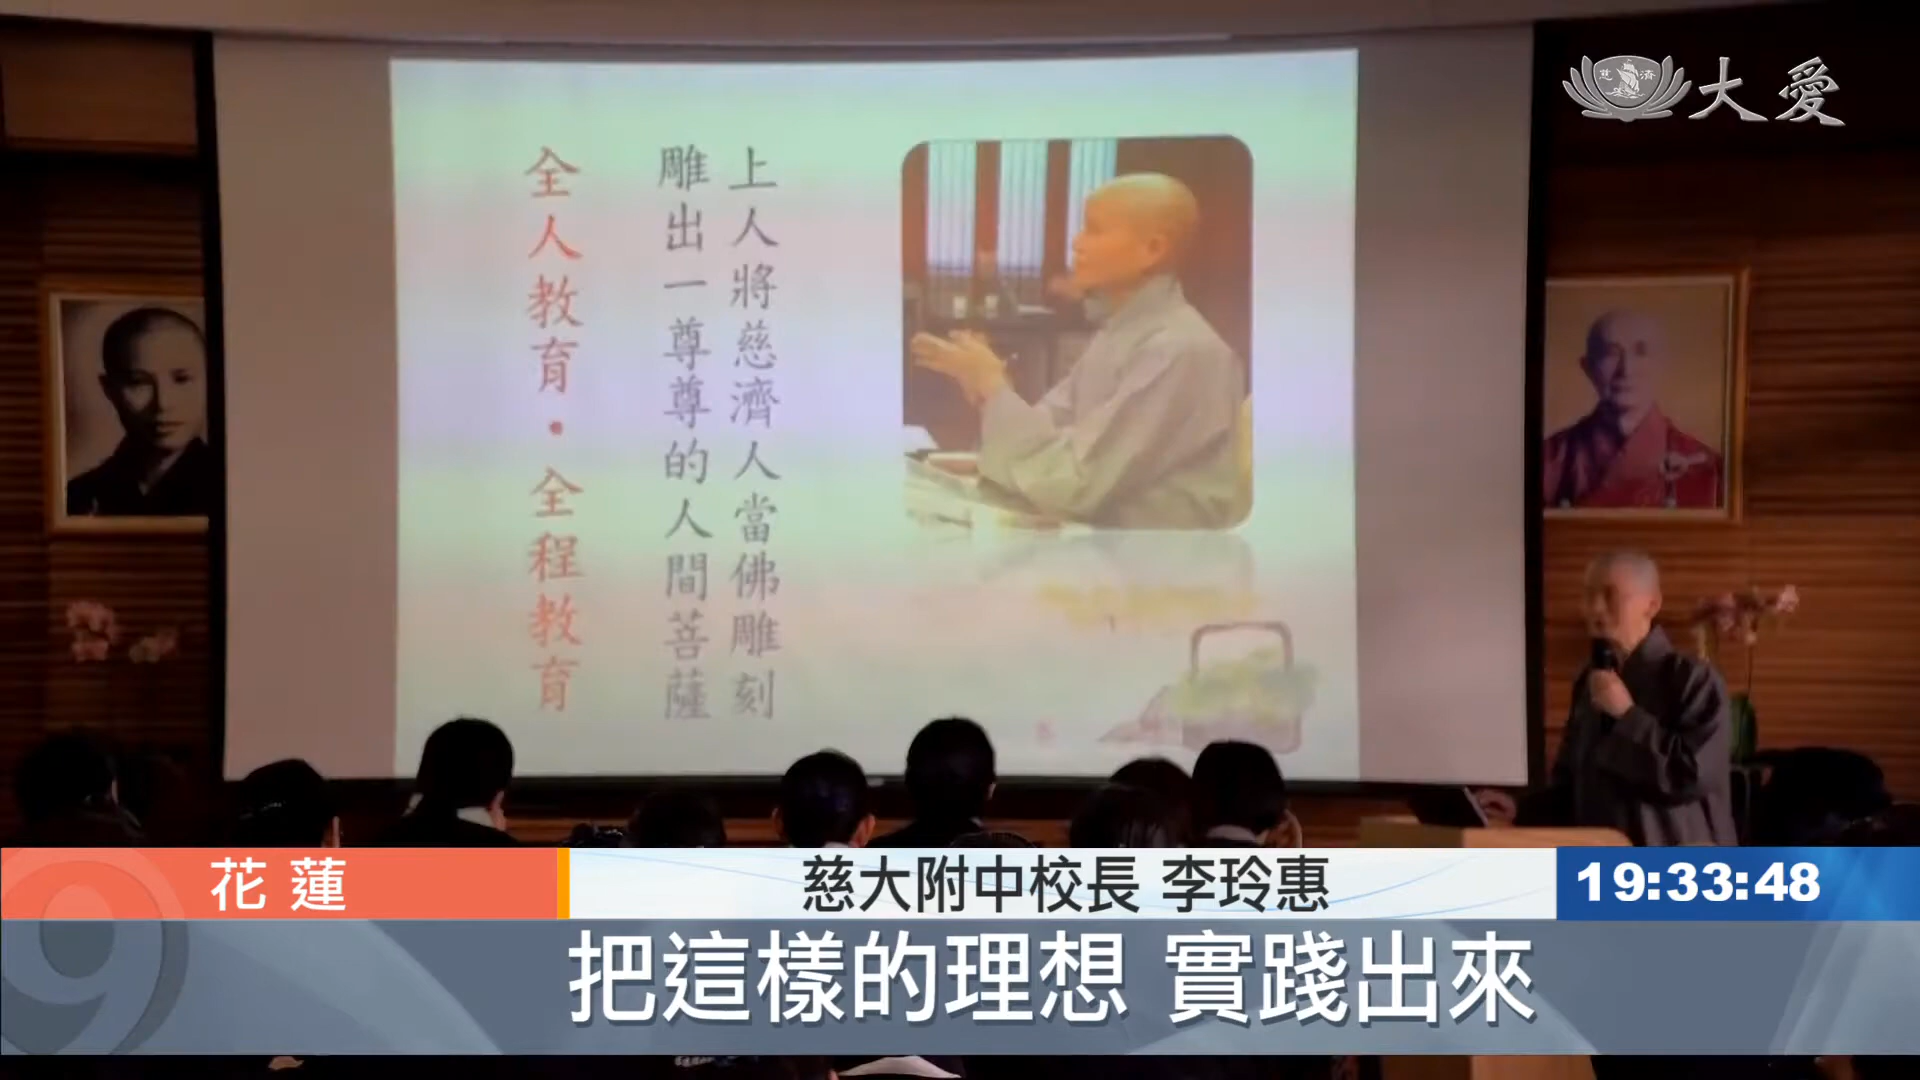 慈濟
大愛
上人將慈濟人當佛雕刻
雕出一尊尊的人間菩薩
全人教育・全程教育
花蓮
慈大附中校長 李玲惠
19:33:48
把這樣的理想 實踐出來